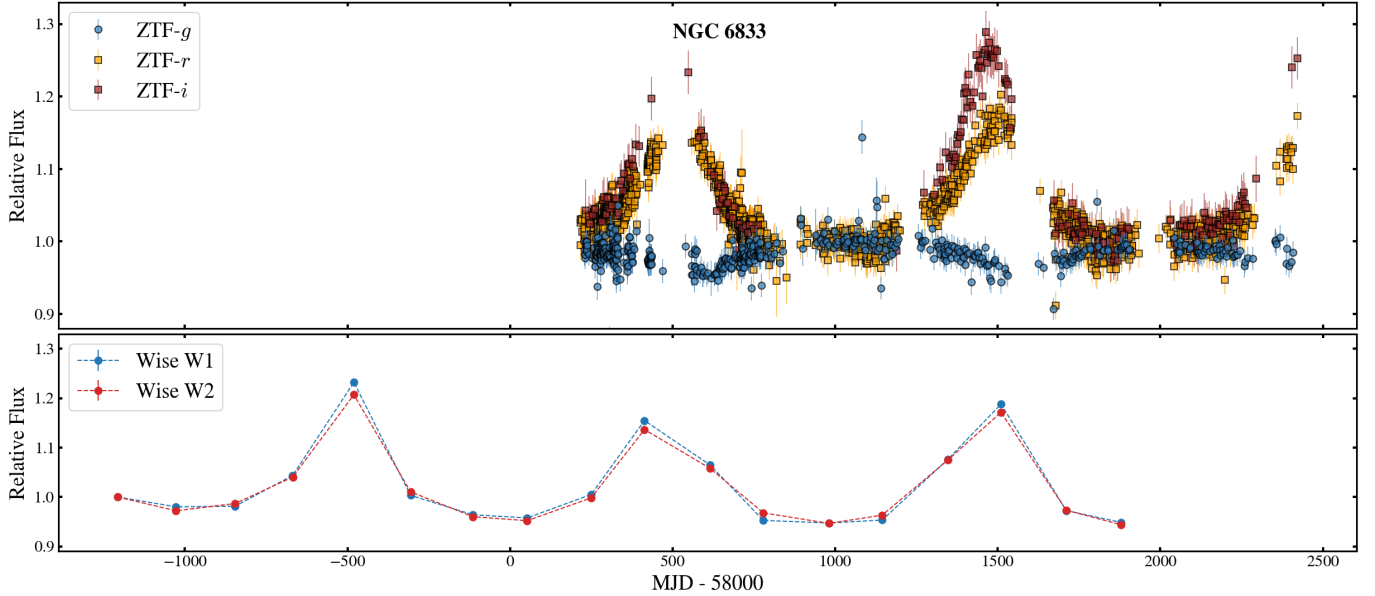 NGC 6833
ZTF-g
ZTF-r
ZTF-i
Relative Flux
1.3
1.2
1.1
1.0
0.9
Wise W1
Wise W2
Relative Flux
1.3
1.2
1.1
1.0
0.9
−1000
−500
0
500
1000
1500
2000
2500
MJD - 58000